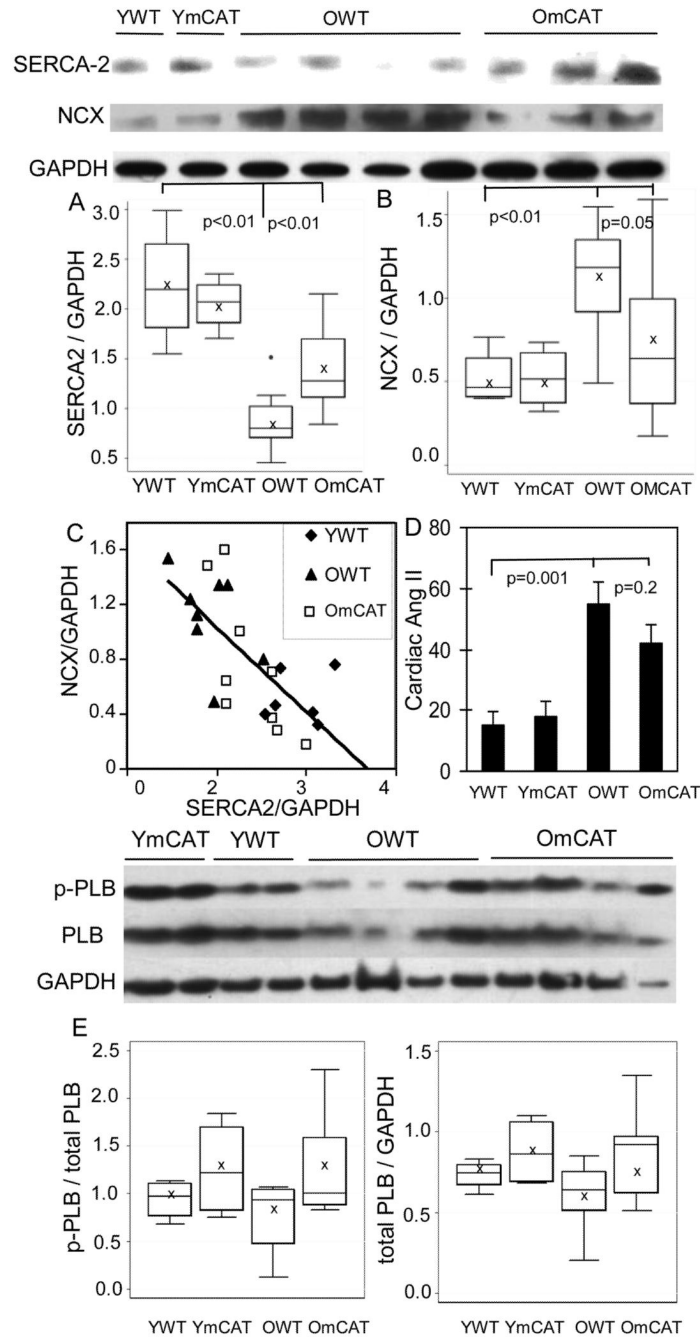 YWT YmCAT OWT OmCAT
SERCA-2
NCX
GAPDH
A
SERCA2 / GAPDH
3.0
2.5
2.0
1.5
1.0
0.5
p<0.01 p<0.01
YWT YmCAT OWT OmCAT
B
NCX / GAPDH
1.5
1.0
0.5
0.0
p<0.01 p=0.05
YWT YmCAT OWT OMCAT
C
NCX/GAPDH
1.6
1.2
0.8
0.4
0
YWT
OWT
OmCAT
0 2 3 4
SERCA2/GAPDH
D
Cardiac Ang II
80
60
40
20
0
p=0.001 p=0.2
YWT YmCAT OWT OmCAT
YmCAT YWT OWT OmCAT
p-PLB
PLB
GAPDH
E
p-PLB / total PLB
2.5
2.0
1.5
1.0
0.5
0.0
YWT YmCAT OWT OmCAT
total PLB / GAPDH
1.5
1.0
0.5
0.0
YWT YmCAT OWT OmCAT